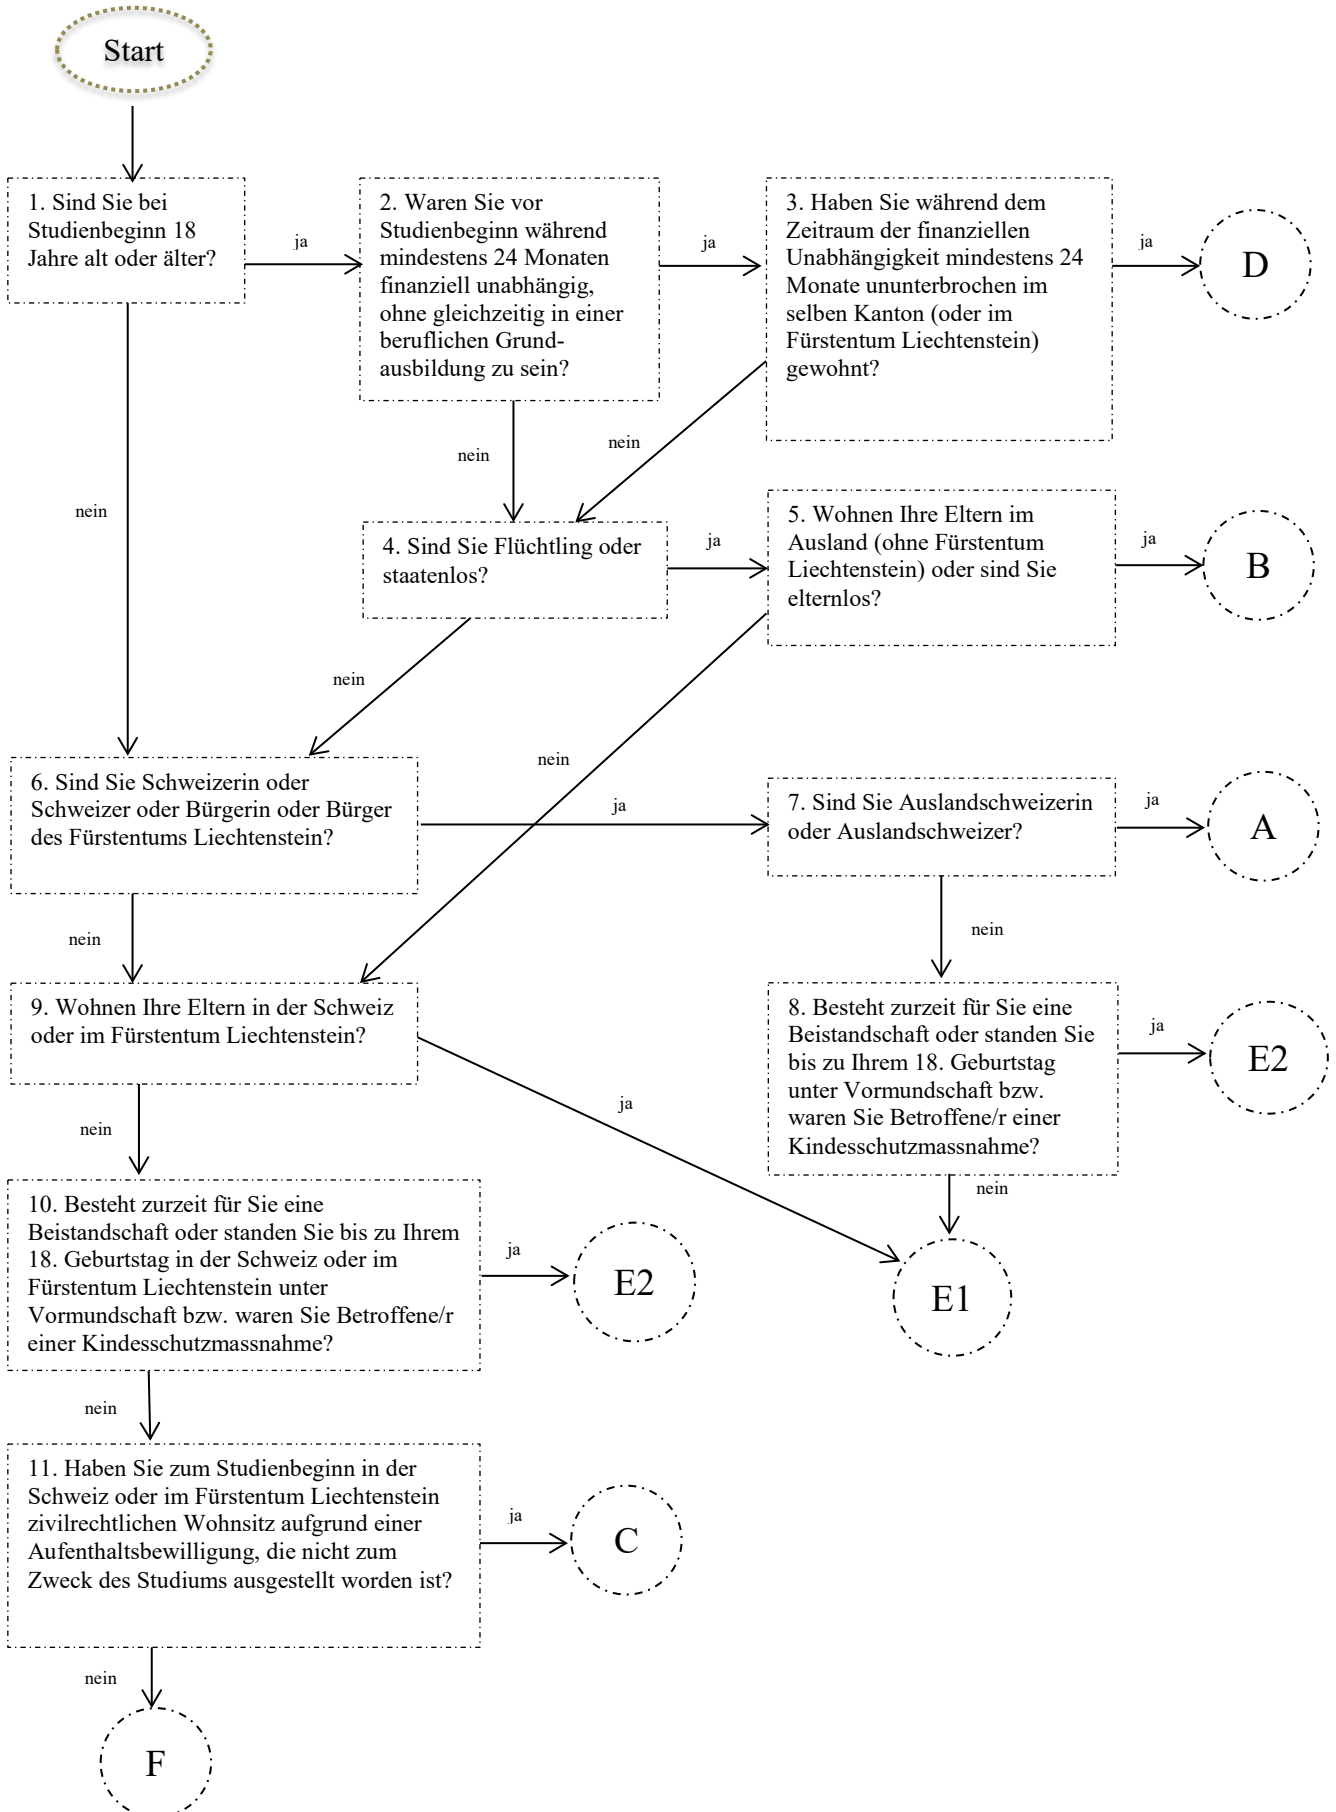 Start
1. Sind Sie bei
Studienbeginn 18
Jahre alt oder älter?
ja
2. Waren Sie vor
Studienbeginn während
mindestens 24 Monaten
finanziell unabhängig,
ohne gleichzeitig in einer
beruflichen Grund-
ausbildung zu sein?
ja
3. Haben Sie während dem
Zeitraum der finanziellen
Unabhängigkeit mindestens 24
Monate ununterbrochen im
selben Kanton (oder im
Fürstentum Liechtenstein)
gewohnt?
ja
D
nein
nein
nein
4. Sind Sie Flüchtling oder
staatenlos?
ja
5. Wohnen Ihre Eltern im
Ausland (ohne Fürstentum
Liechtenstein) oder sind Sie
elternlos?
ja
B
nein
nein
6. Sind Sie Schweizerin oder
Schweizer oder Bürgerin oder Bürger
des Fürstentums Liechtenstein?
ja
7. Sind Sie Auslandschweizerin
oder Auslandschweizer?
ja
A
nein
nein
9. Wohnen Ihre Eltern in der Schweiz
oder im Fürstentum Liechtenstein?
ja
8. Besteht zurzeit für Sie eine
Beistandschaft oder standen Sie
bis zu Ihrem 18. Geburtstag
unter Vormundschaft bzw.
waren Sie Betroffene/r einer
Kindesschutzmassnahme?
ja
E2
nein
nein
10. Besteht zurzeit für Sie eine
Beistandschaft oder standen Sie bis zu Ihrem
18. Geburtstag in der Schweiz oder im
Fürstentum Liechtenstein unter
Vormundschaft bzw. waren Sie Betroffene/r
einer Kindesschutzmassnahme?
ja
E2
E1
nein
11. Haben Sie zum Studienbeginn in der
Schweiz oder im Fürstentum Liechtenstein
zivilrechtlichen Wohnsitz aufgrund einer
Aufenthaltsbewilligung, die nicht zum
Zweck des Studiums ausgestellt worden ist?
ja
C
nein
F